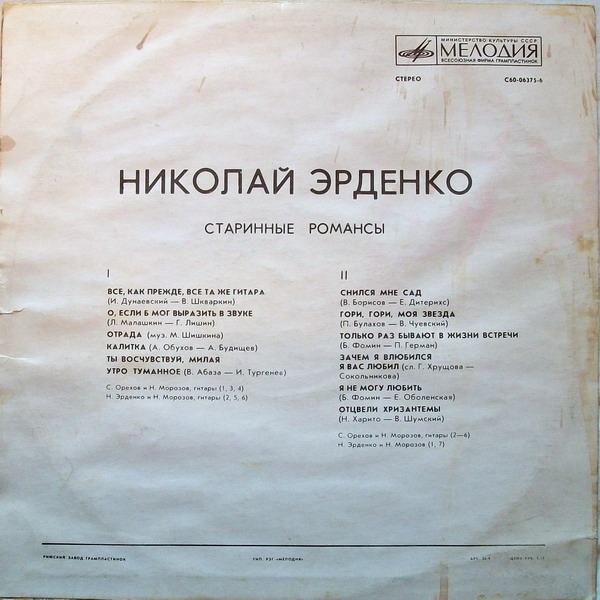 МИНИСТЕРСТВО КУЛЬТУРЫ СССР
МЕЛОДИЯ
ВСЕСОЮЗНАЯ ФИРМА ГРАМПЛАСТИНОК
СТЕРЕО
С60-06375-6
НИКОЛАЙ ЭРДЕНКО
СТАРИННЫЕ РОМАНСЫ
I
ВСЕ, КАК ПРЕЖДЕ, ВСЕ ТА ЖЕ ГИТАРА
(И. Дунаевский — В. Шкваркин)
О, ЕСЛИ Б МОГ ВЫРАЗИТЬ В ЗВУКЕ
(Л. Малашкин — Г. Лишин)
ОТРАДА (муз. М. Шишкина)
КАЛИТКА (А. Обухов — А. Будищев)
ТЫ ВОСЧУВСТВУЙ, МИЛАЯ
УТРО ТУМАННОЕ (В. Абаза — И. Тургенев)
С. Орехов и Н. Морозов, гитары (1, 3, 4)
Н. Эрденко и Н. Морозов, гитары (2, 5, 6)
II
СНИЛСЯ МНЕ САД
(В. Борисов — Е. Дитерихс)
ГОРИ, ГОРИ, МОЯ ЗВЕЗДА
(П. Булахов — В. Чуевский)
ТОЛЬКО РАЗ БЫВАЮТ В ЖИЗНИ ВСТРЕЧИ
(Б. Фомин — П. Герман)
ЗАЧЕМ Я ВЛЮБИЛСЯ
Я ВАС ЛЮБИЛ (сл. Г. Хрущова —
Сокольникова)
Я НЕ МОГУ ЛЮБИТЬ
(Б. Фомин — Е. Оболенская)
ОТЦВЕЛИ ХРИЗАНТЕМЫ
(Н. Харито — В. Шумский)
С. Орехов и Н. Морозов, гитары (2—6)
Н. Эрденко и Н. Морозов (1, 7)
РИЖСКИЙ ЗАВОД ГРАМПЛАСТИНОК
ТИП. РЗГ «МЕЛОДИЯ»